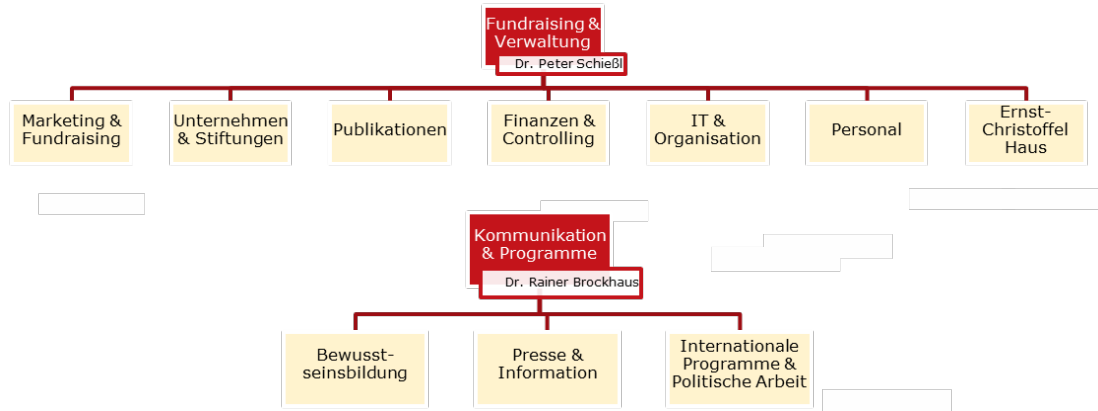 Fundraising &
Verwaltung
Dr. Peter Schießl
Marketing &
Fundraising
Unternehmen
& Stiftungen
Publikationen
Finanzen &
Controlling
IT &
Organisation
Personal
Ernst-
Christoffel
Haus
Kommunikation
& Programme
Dr. Rainer Brockhaus
Bewusst-
seinsbildung
Presse &
Information
Internationale
Programme &
Politische Arbeit